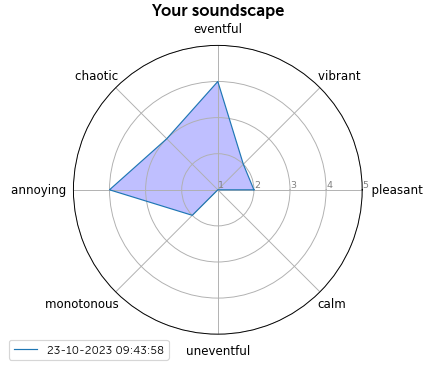 Your soundscape
eventful
chaotic
vibrant
annoying
1 2 3 4 5
pleasant
monotonous
calm
uneventful
23-10-2023 09:43:58